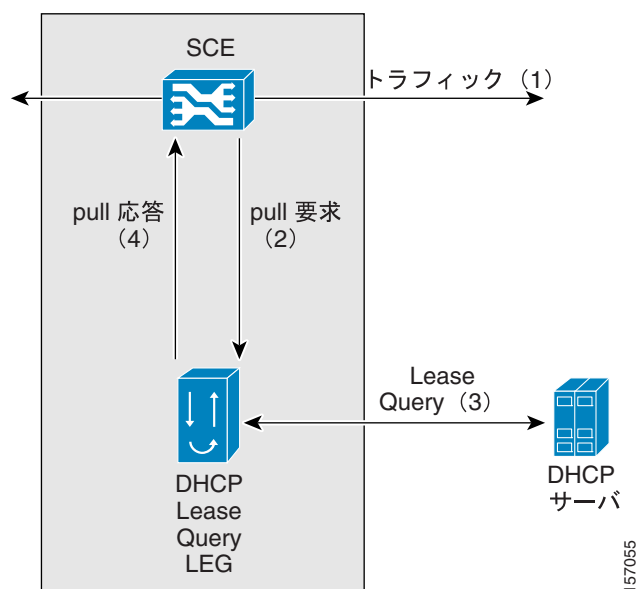 SCE
トラフィック（1）
pull 応答
（4）
pull 要求
（2）
Lease
Query（3）
DHCP
Lease
Query
LEG
DHCP
サーバ
157055